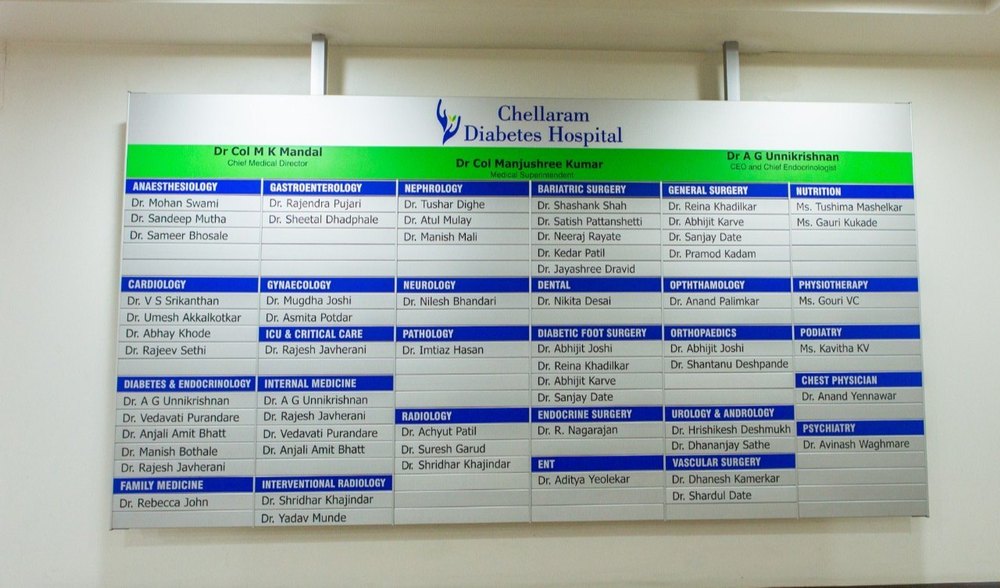 Chellaram
Diabetes Hospital
Dr Col M K Mandal
Chief Medical Director
Dr Col Manjushree Kumar
Medical Superintendent
Dr A G Unnikrishnan
CEO and Chief Endocrinologist
ANAESTHESIOLOGY
Dr. Mohan Swami
Dr. Sandeep Mutha
Dr. Sameer Bhosale
CARDIOLOGY
Dr. V S Srikanthan
Dr. Umesh Akkalkotkar
Dr. Abhay Khode
Dr. Rajeev Sethi
DIABETES & ENDOCRINOLOGY
Dr. A G Unnikrishnan
Dr. Vedavati Purandare
Dr. Anjali Amit Bhatt
Dr. Manish Bothale
Dr. Rajesh Javherani
FAMILY MEDICINE
Dr. Rebecca John
GASTROENTEROLOGY
Dr. Rajendra Pujari
Dr. Sheetal Dhadphale
GYNAECOLOGY
Dr. Mugdha Joshi
Dr. Asmita Potdar
ICU & CRITICAL CARE
Dr. Rajesh Javherani
INTERNAL MEDICINE
Dr. A G Unnikrishnan
Dr. Rajesh Javherani
Dr. Vedavati Purandare
Dr. Anjali Amit Bhatt
INTERVENTIONAL RADIOLOGY
Dr. Shridhar Khajindar
Dr. Yadav Munde
NEPHROLOGY
Dr. Tushar Dighe
Dr. Atul Mulay
Dr. Manish Mali
NEUROLOGY
Dr. Nilesh Bhandari
PATHOLOGY
Dr. Imtiaz Hasan
RADIOLOGY
Dr. Achyut Patil
Dr. Suresh Garud
Dr. Shridhar Khajindar
BARIATRIC SURGERY
Dr. Shashank Shah
Dr. Satish Pattanshetti
Dr. Neeraj Rayate
Dr. Kedar Patil
Dr. Jayashree Dravid
DENTAL
Dr. Nikita Desai
DIABETIC FOOT SURGERY
Dr. Abhijit Joshi
Dr. Reina Khadilkar
Dr. Abhijit Karve
Dr. Sanjay Date
ENDOCRINE SURGERY
Dr. R. Nagarajan
ENT
Dr. Aditya Yeolekar
GENERAL SURGERY
Dr. Reina Khadilkar
Dr. Abhijit Karve
Dr. Sanjay Date
Dr. Pramod Kadam
OPTHTHAMOLOGY
Dr. Anand Palimkar
ORTHOPAEDICS
Dr. Abhijit Joshi
Dr. Shantanu Deshpande
UROLOGY & ANDROLOGY
Dr. Hrishikesh Deshmukh
Dr. Dhananjay Sathe
VASCULAR SURGERY
Dr. Dhanesh Kamerkar
Dr. Shardul Date
NUTRITION
Ms. Tushima Mashelkar
Ms. Gauri Kukade
PHYSIOTHERAPY
Ms. Gouri VC
PODIATRY
Ms. Kavitha KV
CHEST PHYSICIAN
Dr. Anand Yennawar
PSYCHIATRY
Dr. Avinash Waghmare